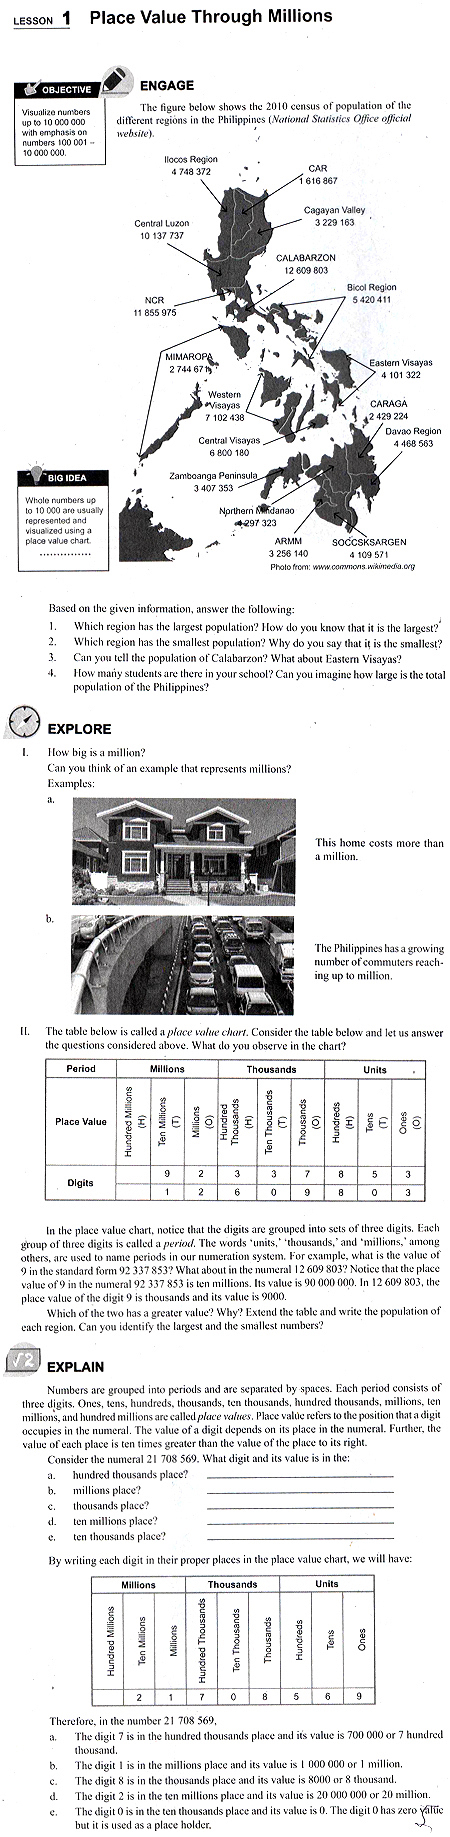 LESSON 1 Place Value Through Millions
OBJECTIVE
Visualize numbers
up to 10 000 000
with emphasis on
numbers 100 001 –
10 000 000.
ENGAGE
The figure below shows the 2010 census of population of the
different regions in the Philippines (National Statistics Office official
website).
Ilocos Region
4 748 372
CAR
1 616 867
Cagayan Valley
3 229 163
Central Luzon
10 137 737
CALABARZON
12 609 803
Bicol Region
5 420 411
NCR
11 855 975
MIMAROPA
2 744 671
Eastern Visayas
4 101 322
Western
Visayas
7 102 438
CARAGA
2 429 224
Davao Region
4 468 563
Central Visayas
6 800 180
Zamboanga Peninsula
3 407 353
Northern Mindanao
4 297 323
ARMM
3 256 140
SOCCSKSARGEN
4 109 571
Photo from: www.commons.wikimedia.org
BIG IDEA
Whole numbers up
to 10 000 are usually
represented and
visualized using a
place value chart.
Based on the given information, answer the following:
1. Which region has the largest population? How do you know that it is the largest?
2. Which region has the smallest population? Why do you say that it is the smallest?
3. Can you tell the population of Calabarzon? What about Eastern Visayas?
4. How many students are there in your school? Can you imagine how large is the total
population of the Philippines?
EXPLORE
I. How big is a million?
Can you think of an example that represents millions?
Examples:
a.
This home costs more than
a million.
b.
The Philippines has a growing
number of commuters reach-
ing up to million.
II. The table below is called a place value chart. Consider the table below and let us answer
the questions considered above. What do you observe in the chart?
Period Millions Thousands Units
Place Value
Hundred Millions (H)
Ten Millions (T)
Millions (O)
Hundred Thousands (H)
Ten Thousands (T)
Thousands (O)
Hundreds (H)
Tens (T)
Ones (O)
Digits
9 2 3 3 7 8 5 3
1 2 6 0 9 8 0 3
In the place value chart, notice that the digits are grouped into sets of three digits. Each
group of three digits is called a period. The words 'units,' 'thousands,' and 'millions,' among
others, are used to name periods in our numeration system. For example, what is the value of
9 in the standard form 92 337 853? What about in the numeral 12 609 803? Notice that the place
value of 9 in the numeral 92 337 853 is ten millions. Its value is 90 000 000. In 12 609 803, the
place value of the digit 9 is thousands and its value is 9000.
Which of the two has a greater value? Why? Extend the table and write the population of
each region. Can you identify the largest and the smallest numbers?
√2
EXPLAIN
Numbers are grouped into periods and are separated by spaces. Each period consists of
three digits. Ones, tens, hundreds, thousands, ten thousands, hundred thousands, millions, ten
millions, and hundred millions are called place values. Place value refers to the position that a digit
occupies in the numeral. The value of a digit depends on its place in the numeral. Further, the
value of each place is ten times greater than the value of the place to its right.
Consider the numeral 21 708 569. What digit and its value is in the:
a. hundred thousands place?
b. millions place?
c. thousands place?
d. ten millions place?
e. ten thousands place?
By writing each digit in their proper places in the place value chart, we will have:
Millions Thousands Units
Hundred Millions
Ten Millions
Millions
Hundred Thousands
Ten Thousands
Thousands
Hundreds
Tens
Ones
2 1 7 0 8 5 6 9
Therefore, in the number 21 708 569,
a. The digit 7 is in the hundred thousands place and its value is 700 000 or 7 hundred
thousand.
b. The digit 1 is in the millions place and its value is 1 000 000 or 1 million.
c. The digit 8 is in the thousands place and its value is 8000 or 8 thousand.
d. The digit 2 is in the ten millions place and its value is 20 000 000 or 20 million.
e. The digit 0 is in the ten thousands place and its value is 0. The digit 0 has zero value
but it is used as a place holder.